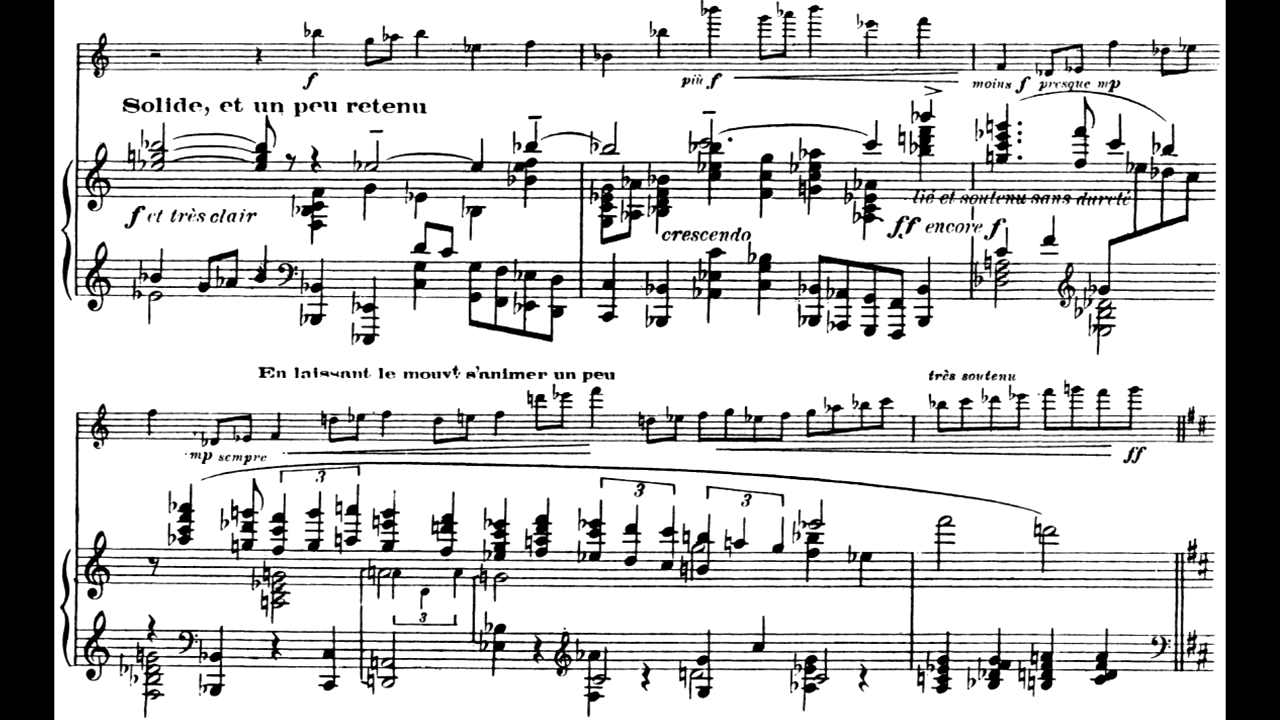 f
più f
moins f presque mp
Solide, et un peu retenu
f et très clair
lié et soutenu sans dureté
crescendo
ff encore f
En laissant le mouvt s'animer un peu
très soutenu
mp sempre
ff
3
3
3
3